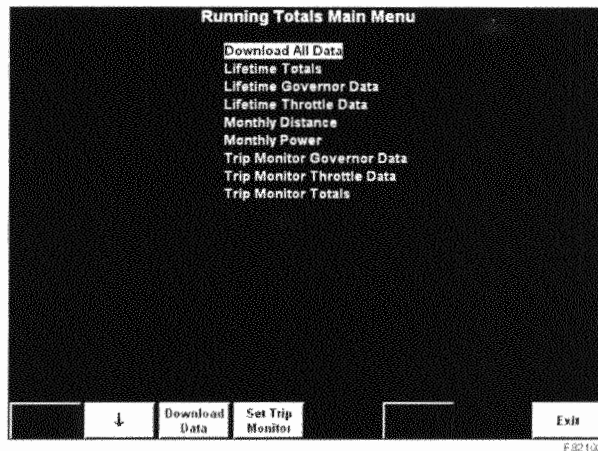 Running Totals Main Menu
Download All Data
Lifetime Totals
Lifetime Governor Data
Lifetime Throttle Data
Monthly Distance
Monthly Power
Trip Monitor Governor Data
Trip Monitor Throttle Data
Trip Monitor Totals
↓
Download
Data
Set Trip
Monitor
Exit